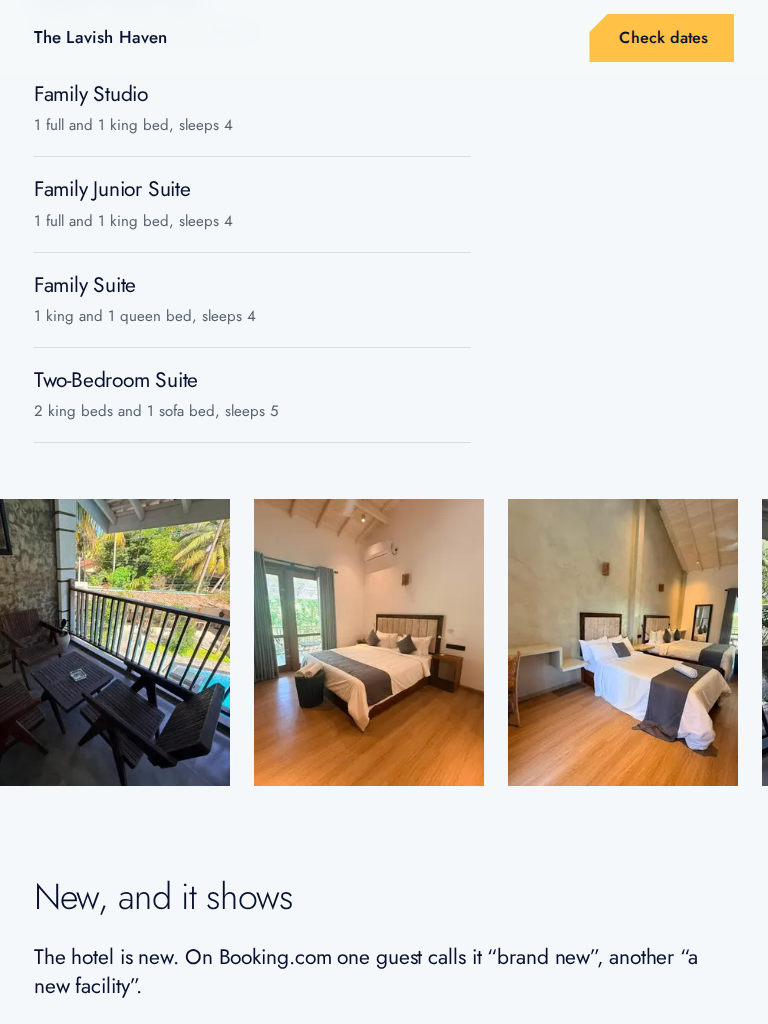 The Lavish Haven
Check dates
Family Studio
1 full and 1 king bed, sleeps 4
Family Junior Suite
1 full and 1 king bed, sleeps 4
Family Suite
1 king and 1 queen bed, sleeps 4
Two-Bedroom Suite
2 king beds and 1 sofa bed, sleeps 5
New, and it shows
The hotel is new. On Booking.com one guest calls it “brand new”, another “a
new facility”.